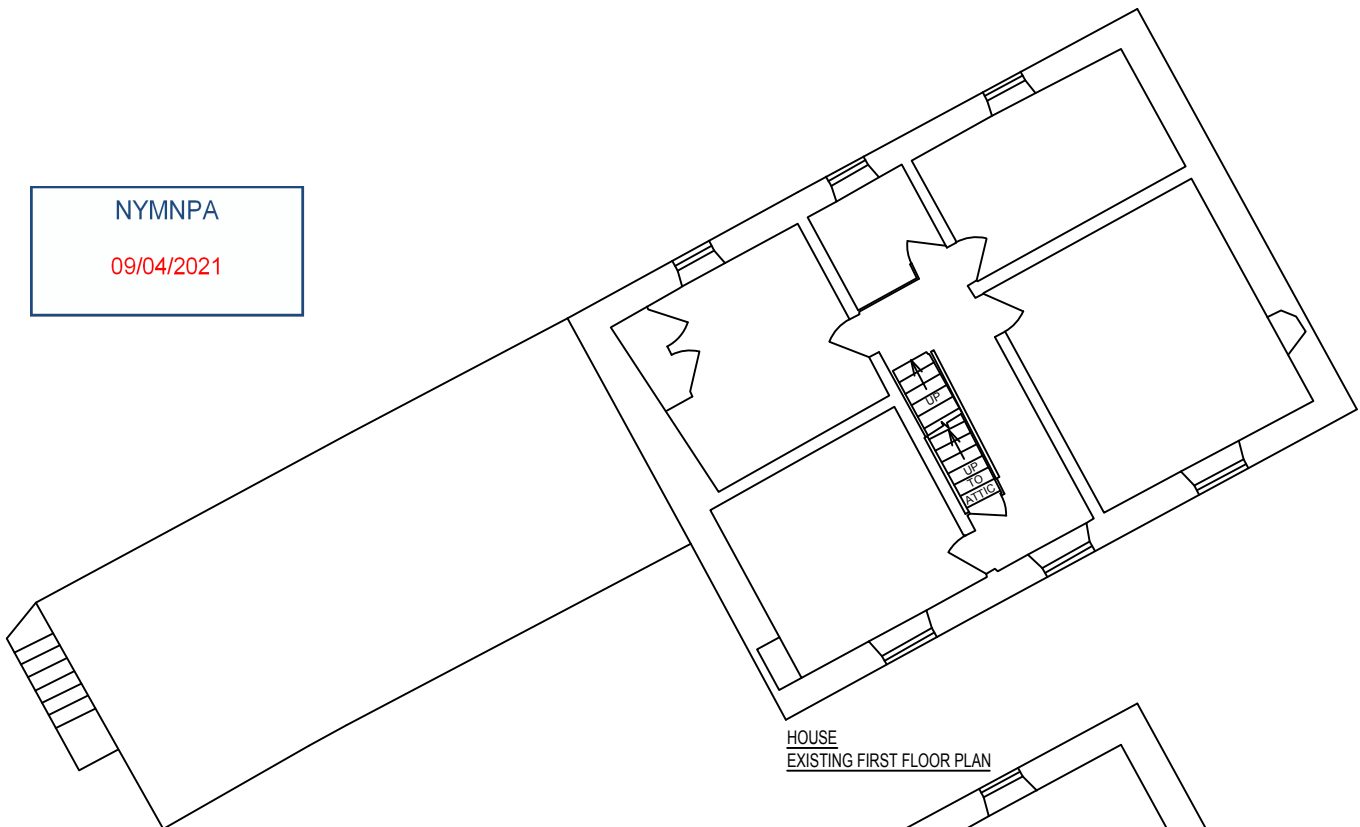 NYMNPA
09/04/2021
UP
UP
TO
ATTIC
HOUSE
EXISTING FIRST FLOOR PLAN